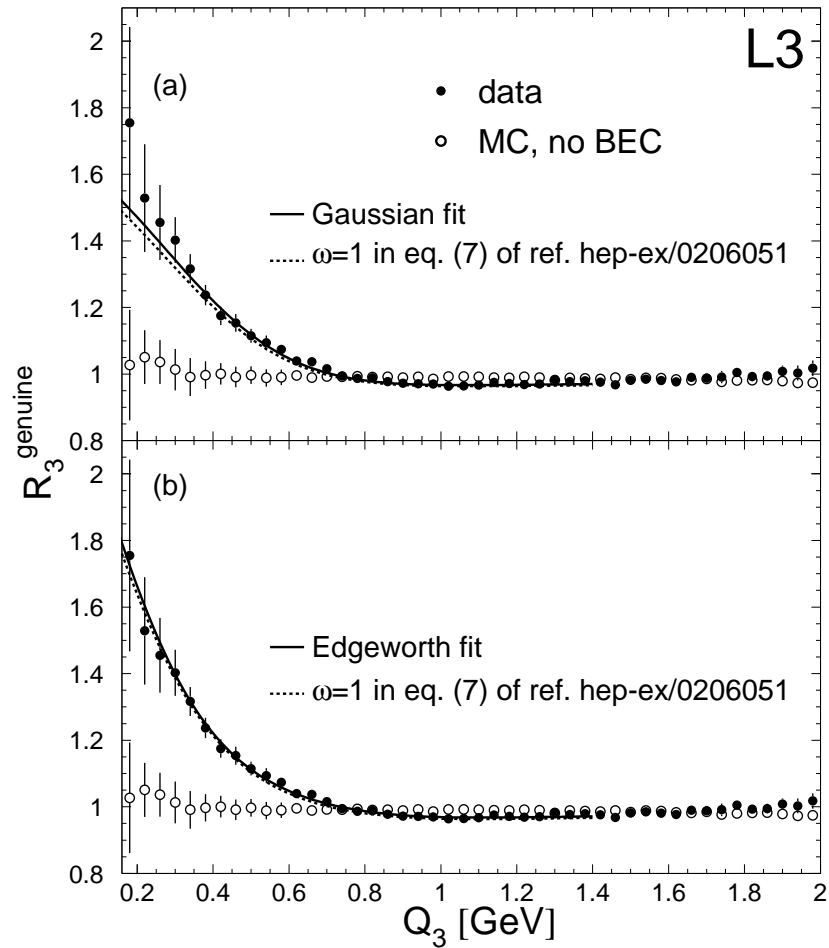 L3
(a)
data
MC, no BEC
Gaussian fit
ω=1 in eq. (7) of ref. hep-ex/0206051
2
1.8
1.6
1.4
1.2
1
0.8
R₃^genuine
(b)
Edgeworth fit
ω=1 in eq. (7) of ref. hep-ex/0206051
2
1.8
1.6
1.4
1.2
1
0.8
0.2 0.4 0.6 0.8 1 1.2 1.4 1.6 1.8 2
Q₃ [GeV]